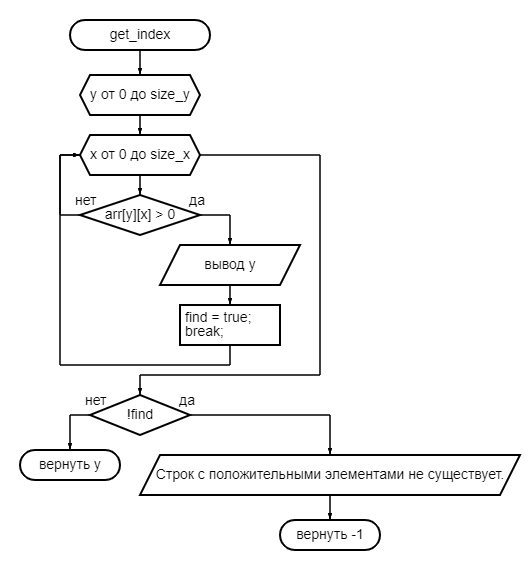 get_index
y от 0 до size_y
x от 0 до size_x
нет
да
arr[y][x] > 0
вывод y
find = true;
break;
нет
да
!find
вернуть y
Строк с положительными элементами не существует.
вернуть -1